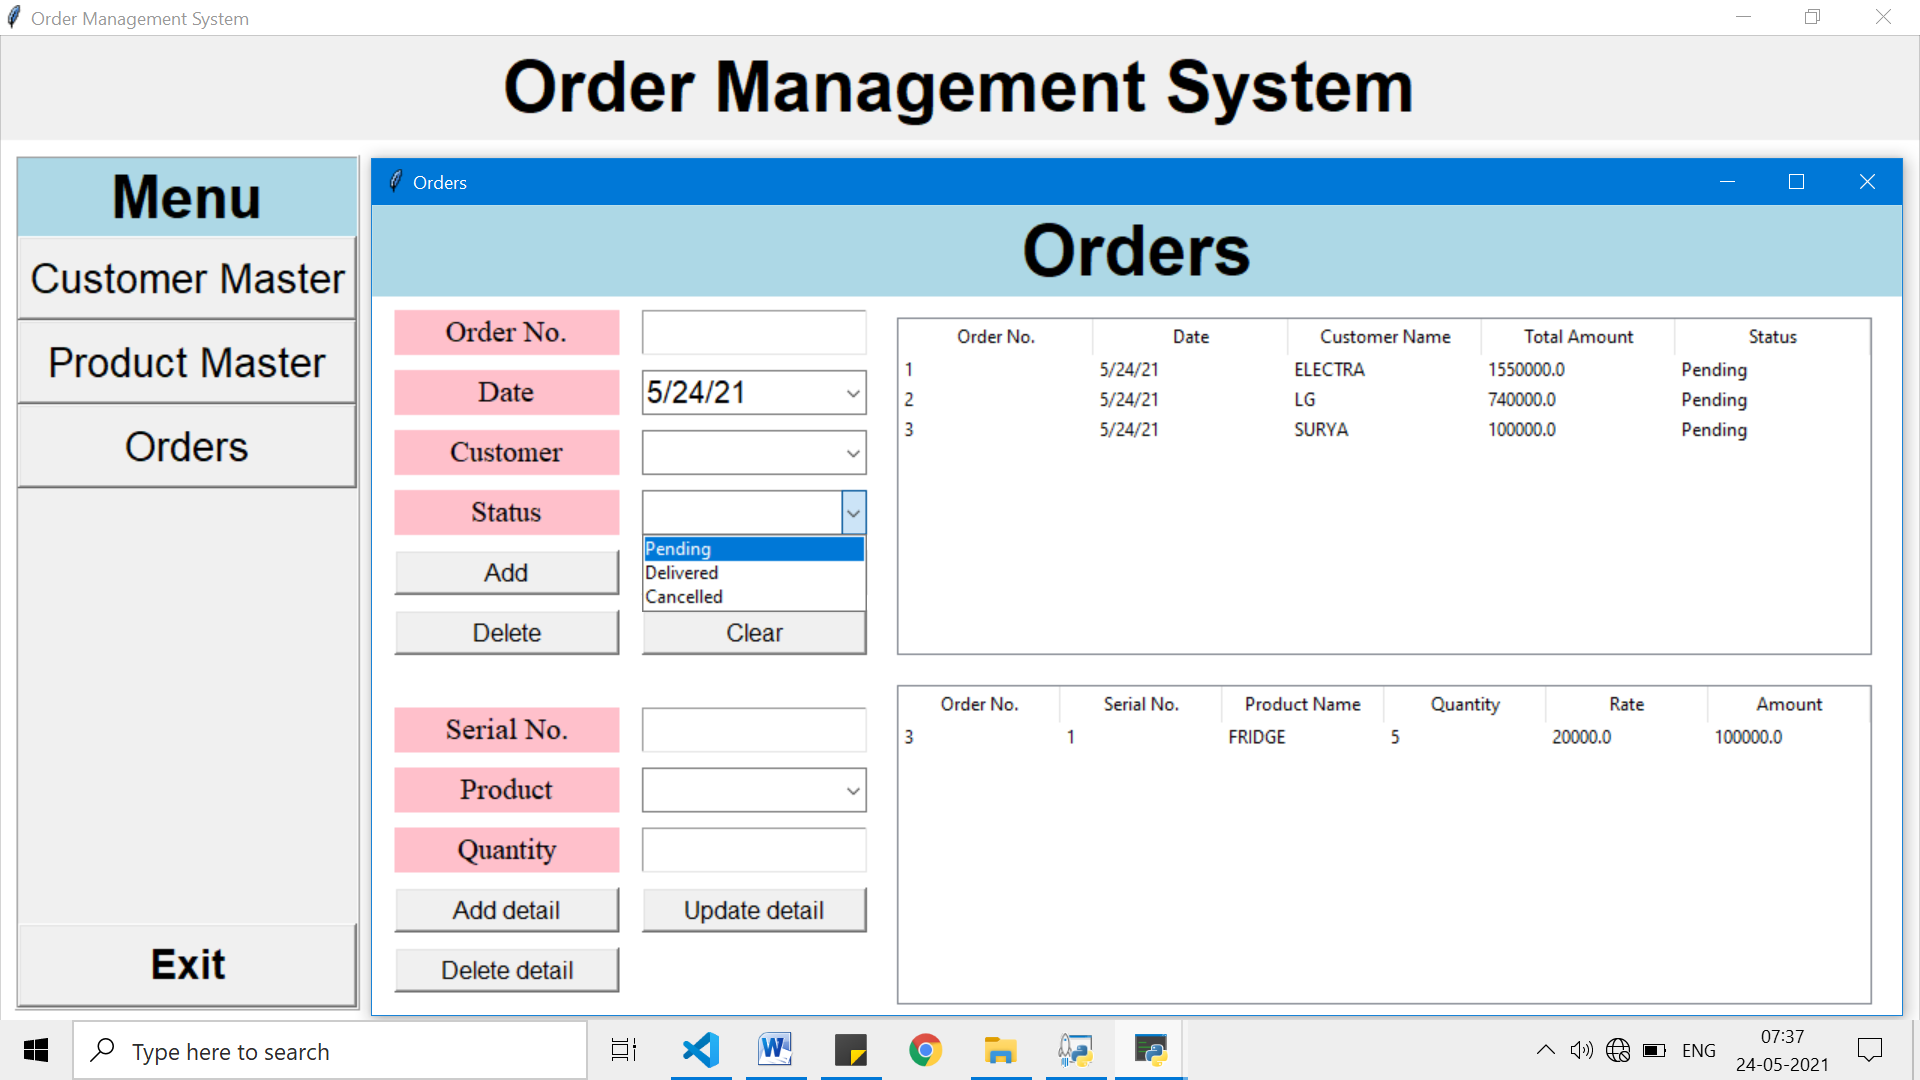 Order Management System
Order Management System
Menu
Customer Master
Product Master
Orders
Exit
Orders
Orders
Order No.
Date 5/24/21
Customer
Status
Pending
Delivered
Cancelled
Add
Delete Clear
Serial No.
Product
Quantity
Add detail Update detail
Delete detail
Order No. Date Customer Name Total Amount Status
1 5/24/21 ELECTRA 1550000.0 Pending
2 5/24/21 LG 740000.0 Pending
3 5/24/21 SURYA 100000.0 Pending
Order No. Serial No. Product Name Quantity Rate Amount
3 1 FRIDGE 5 20000.0 100000.0
Type here to search
W
ENG
07:37
24-05-2021